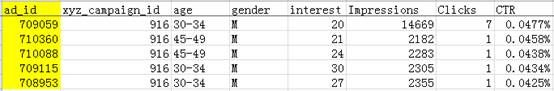 ad_id xyz_campaign_id age gender interest Impressions Clicks CTR
709059 916 30-34 M 20 14669 7 0.0477%
710360 916 45-49 M 21 2182 1 0.0458%
710088 916 45-49 M 24 2283 1 0.0438%
709115 916 30-34 M 30 2305 1 0.0434%
708953 916 30-34 M 27 2355 1 0.0425%